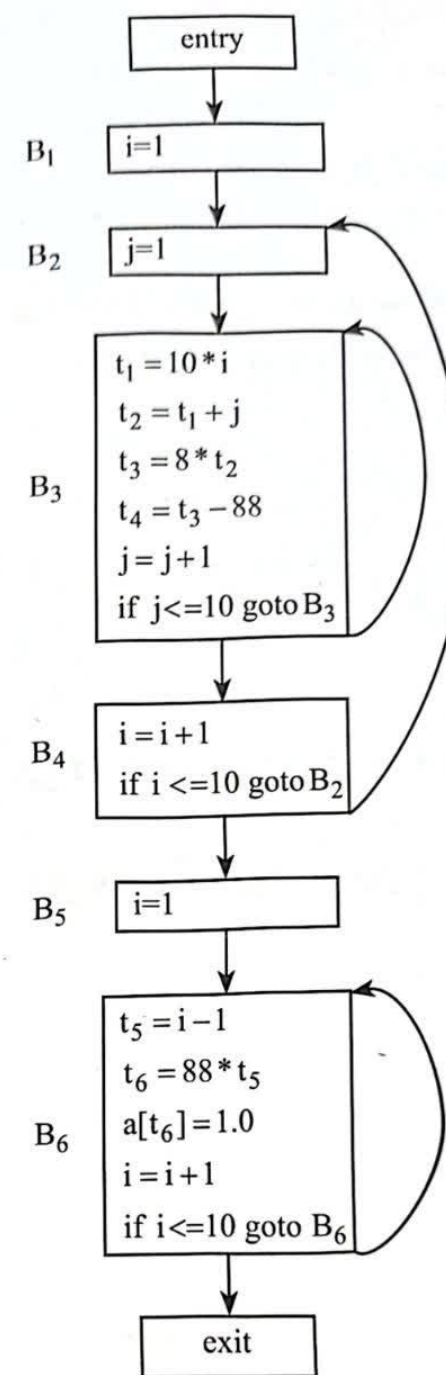 entry
B₁
i=1
B₂
j=1
B₃
t₁ = 10 * i
t₂ = t₁ + j
t₃ = 8 * t₂
t₄ = t₃ − 88
j = j + 1
if j<=10 goto B₃
B₄
i = i + 1
if i <=10 goto B₂
B₅
i=1
B₆
t₅ = i − 1
t₆ = 88 * t₅
a[t₆] = 1.0
i = i + 1
if i<=10 goto B₆
exit